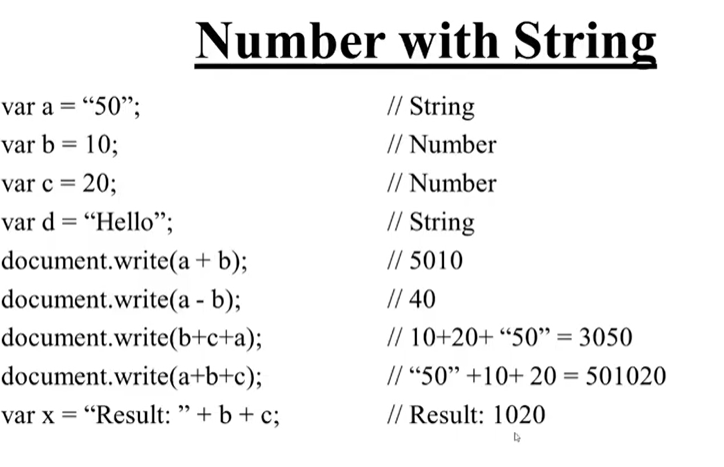 Number with String
var a = “50”; // String
var b = 10; // Number
var c = 20; // Number
var d = “Hello”; // String
document.write(a + b); // 5010
document.write(a - b); // 40
document.write(b+c+a); // 10+20+ “50” = 3050
document.write(a+b+c); // “50” +10+ 20 = 501020
var x = “Result: ” + b + c; // Result: 1020